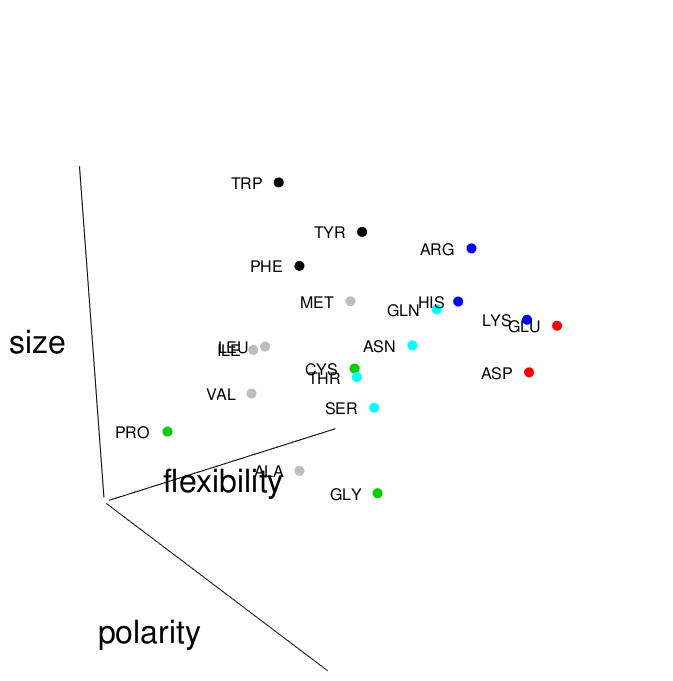 TRP
TYR
ARG
PHE
MET
HIS
GLN
LYS
GLU
size
LEU
ILE
ASN
CYS
ASP
THR
VAL
SER
PRO
ALA
flexibility
GLY
polarity